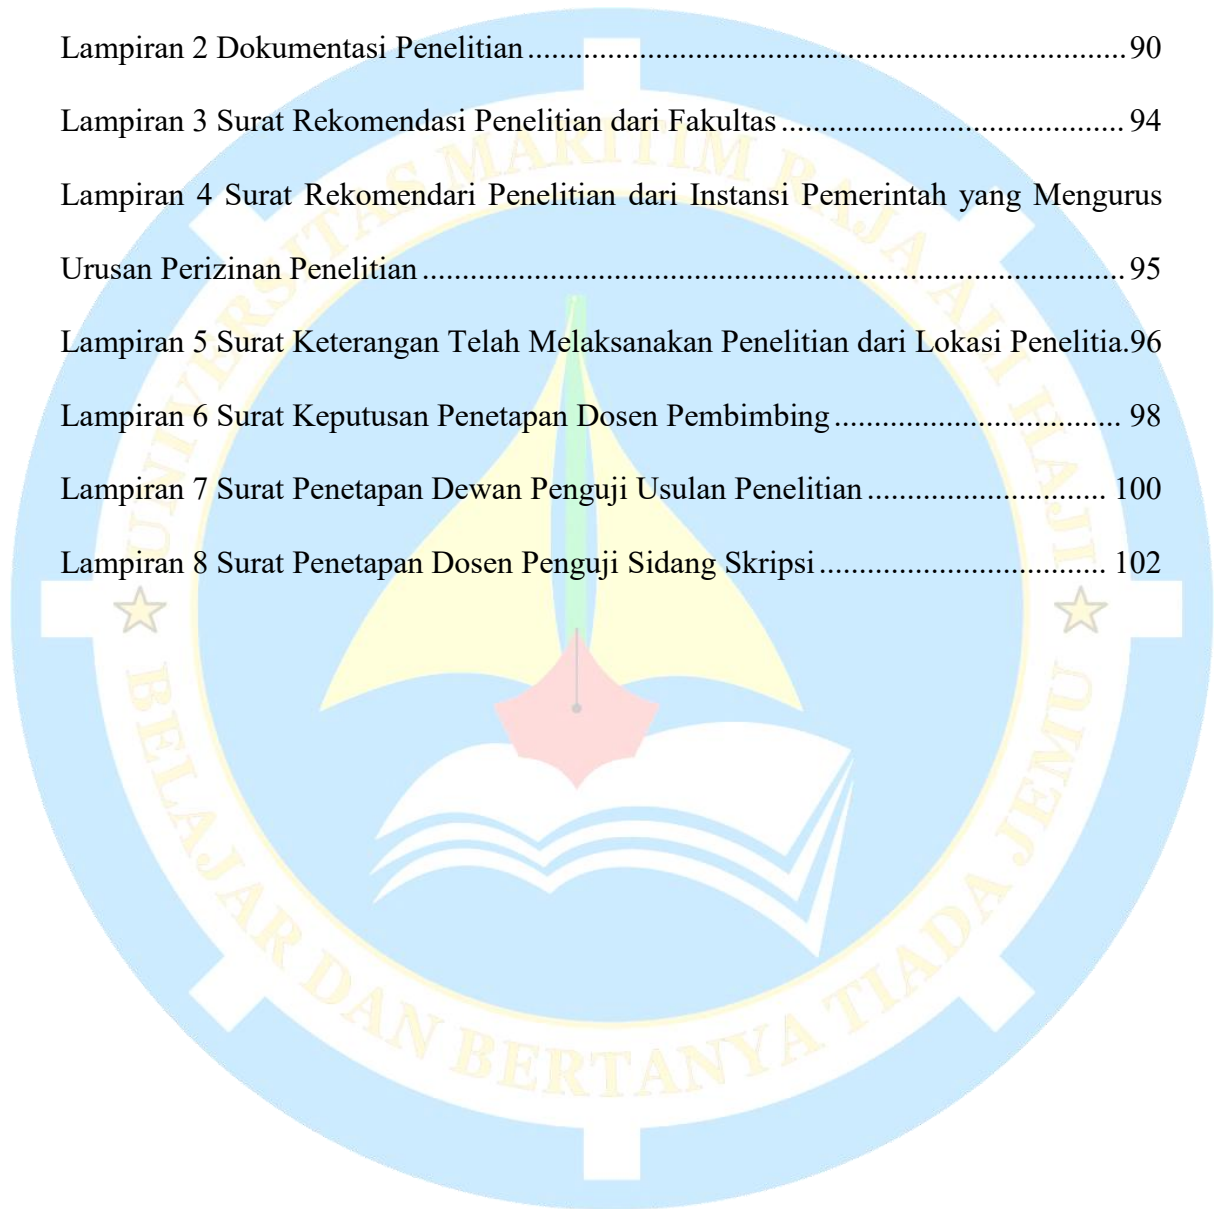 Lampiran 2 Dokumentasi Penelitian ........................................................................... 90
Lampiran 3 Surat Rekomendasi Penelitian dari Fakultas ........................................... 94
Lampiran 4 Surat Rekomendari Penelitian dari Instansi Pemerintah yang Mengurus
Urusan Perizinan Penelitian ........................................................................................ 95
Lampiran 5 Surat Keterangan Telah Melaksanakan Penelitian dari Lokasi Penelitia.96
Lampiran 6 Surat Keputusan Penetapan Dosen Pembimbing .................................... 98
Lampiran 7 Surat Penetapan Dewan Penguji Usulan Penelitian .............................. 100
Lampiran 8 Surat Penetapan Dosen Penguji Sidang Skripsi .................................... 102
UNIVERSITAS MARITIM RAJA ALI HAJI
BELAJAR DAN BERTANYA TIADA JEMU